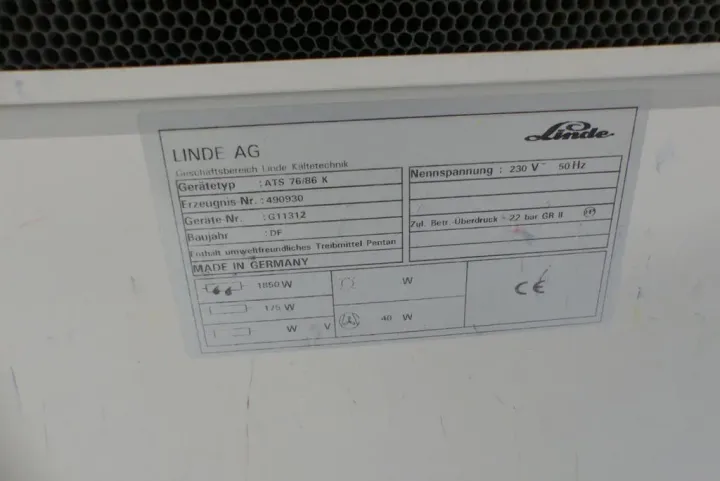 LINDE AG
Linde
Geschäftsbereich Linde Kältetechnik
Gerätetyp : ATS 76/86 K
Erzeugnis-Nr. : 490930
Geräte-Nr. : G11312
Baujahr : DF
Enthält umweltfreundliches Treibmittel Pentan
MADE IN GERMANY
Nennspannung : 230 V~ 50 Hz
Zul. Betr.-Überdruck 22 bar GR II
1850 W
175 W
W V
W
40 W
CE